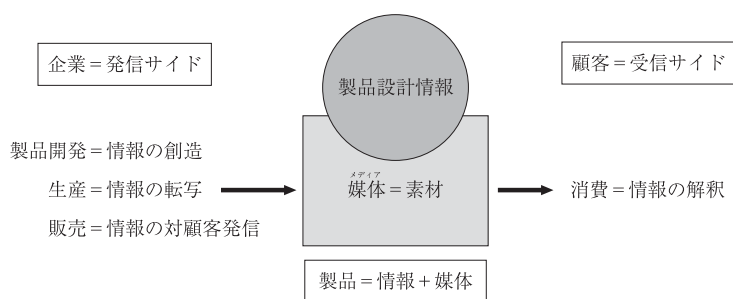 企業＝発信サイド
製品設計情報
顧客＝受信サイド
製品開発＝情報の創造
生産＝情報の転写
販売＝情報の対顧客発信
メディア
媒体＝素材
消費＝情報の解釈
製品＝情報＋媒体